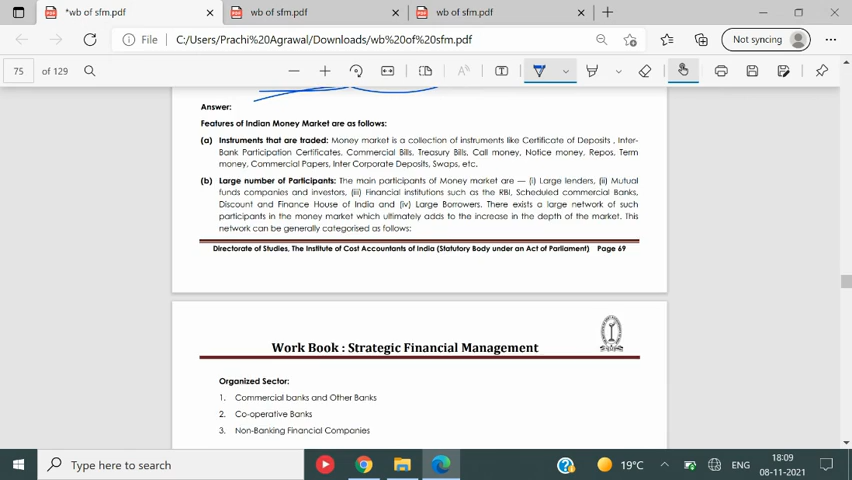 *wb of sfm.pdf
wb of sfm.pdf
wb of sfm.pdf
File C:/Users/Prachi%20Agrawal/Downloads/wb%20of%20sfm.pdf
Not syncing
75 of 129
Answer:
Features of Indian Money Market are as follows:
(a) Instruments that are traded: Money market is a collection of instruments like Certificate of Deposits , Inter-
Bank Participation Certificates, Commercial Bills, Treasury Bills, Call money, Notice money, Repos, Term
money, Commercial Papers, Inter Corporate Deposits, Swaps, etc.
(b) Large number of Participants: The main participants of Money market are — (i) Large lenders, (ii) Mutual
funds companies and investors, (iii) Financial institutions such as the RBI, Scheduled commercial Banks,
Discount and Finance House of India and (iv) Large Borrowers. There exists a large network of such
participants in the money market which ultimately adds to the increase in the depth of the market. This
network can be generally categorised as follows:
Directorate of Studies, The Institute of Cost Accountants of India (Statutory Body under an Act of Parliament) Page 69
Work Book : Strategic Financial Management
Organized Sector:
1. Commercial banks and Other Banks
2. Co-operative Banks
3. Non-Banking Financial Companies
Type here to search
19°C
ENG
18:09
08-11-2021